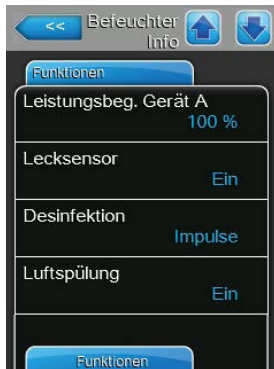 << Befeuchter
Info
Funktionen
Leistungsbeg. Gerät A
100 %
Lecksensor
Ein
Desinfektion
Impulse
Luftspülung
Ein
Funktionen